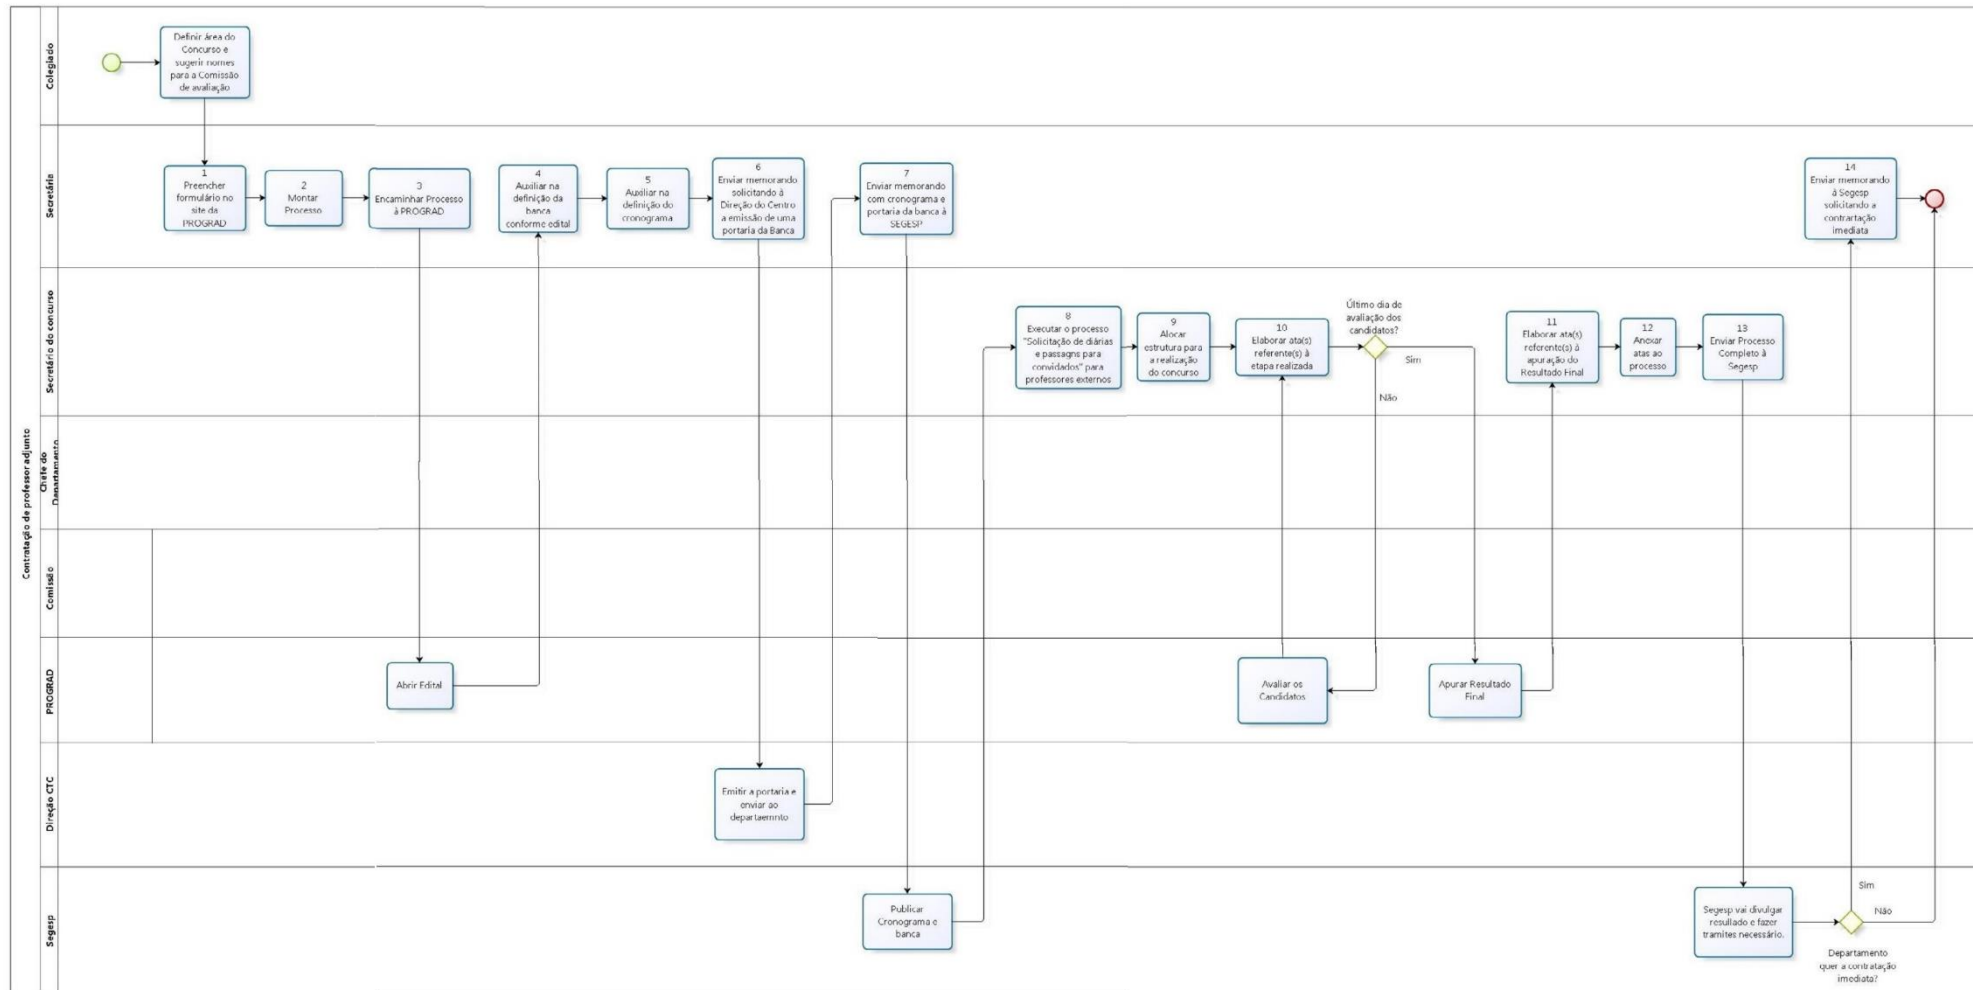 Contratação de professor adjunto
Colegiado
Definir área do
Concurso e
sugerir nomes
para a Comissão
de avaliação
Secretária
1
Preencher
formulário no
site da
PROGRAD
2
Montar
Processo
3
Encaminhar Processo
à PROGRAD
4
Auxiliar na
definição da
banca
conforme edital
5
Auxiliar na
definição do
cronograma
6
Enviar memorando
solicitando à
Direção do Centro
a emissão de uma
portaria da Banca
7
Enviar memorando
com cronograma e
portaria da banca à
SEGESP
14
Enviar memorando
à Segesp
solicitando a
contrartação
imediata
Secretário do concurso
8
Executar o processo
"Solicitação de diárias
e passagns para
convidados" para
professores externos
9
Alocar
estrutura para
a realização
do concurso
10
Elaborar ata(s)
referente(s) à
etapa realizada
Último dia de
avaliação dos
candidatos?
Sim
Não
11
Elaborar ata(s)
referente(s) à
apuração do
Resultado Final
12
Anexar
atas ao
processo
13
Enviar Processo
Completo à
Segesp
Chefe do
Departamento
Comissão
PROGRAD
Abrir Edital
Avaliar os
Candidatos
Apurar Resultado
Final
Direção CTC
Emitir a portaria e
enviar ao
departaemnto
Segesp
Publicar
Cronograma e
banca
Segesp vai divulgar
resullado e fazer
tramites necessário.
Sim
Não
Departamento
quer a contratação
imediata?